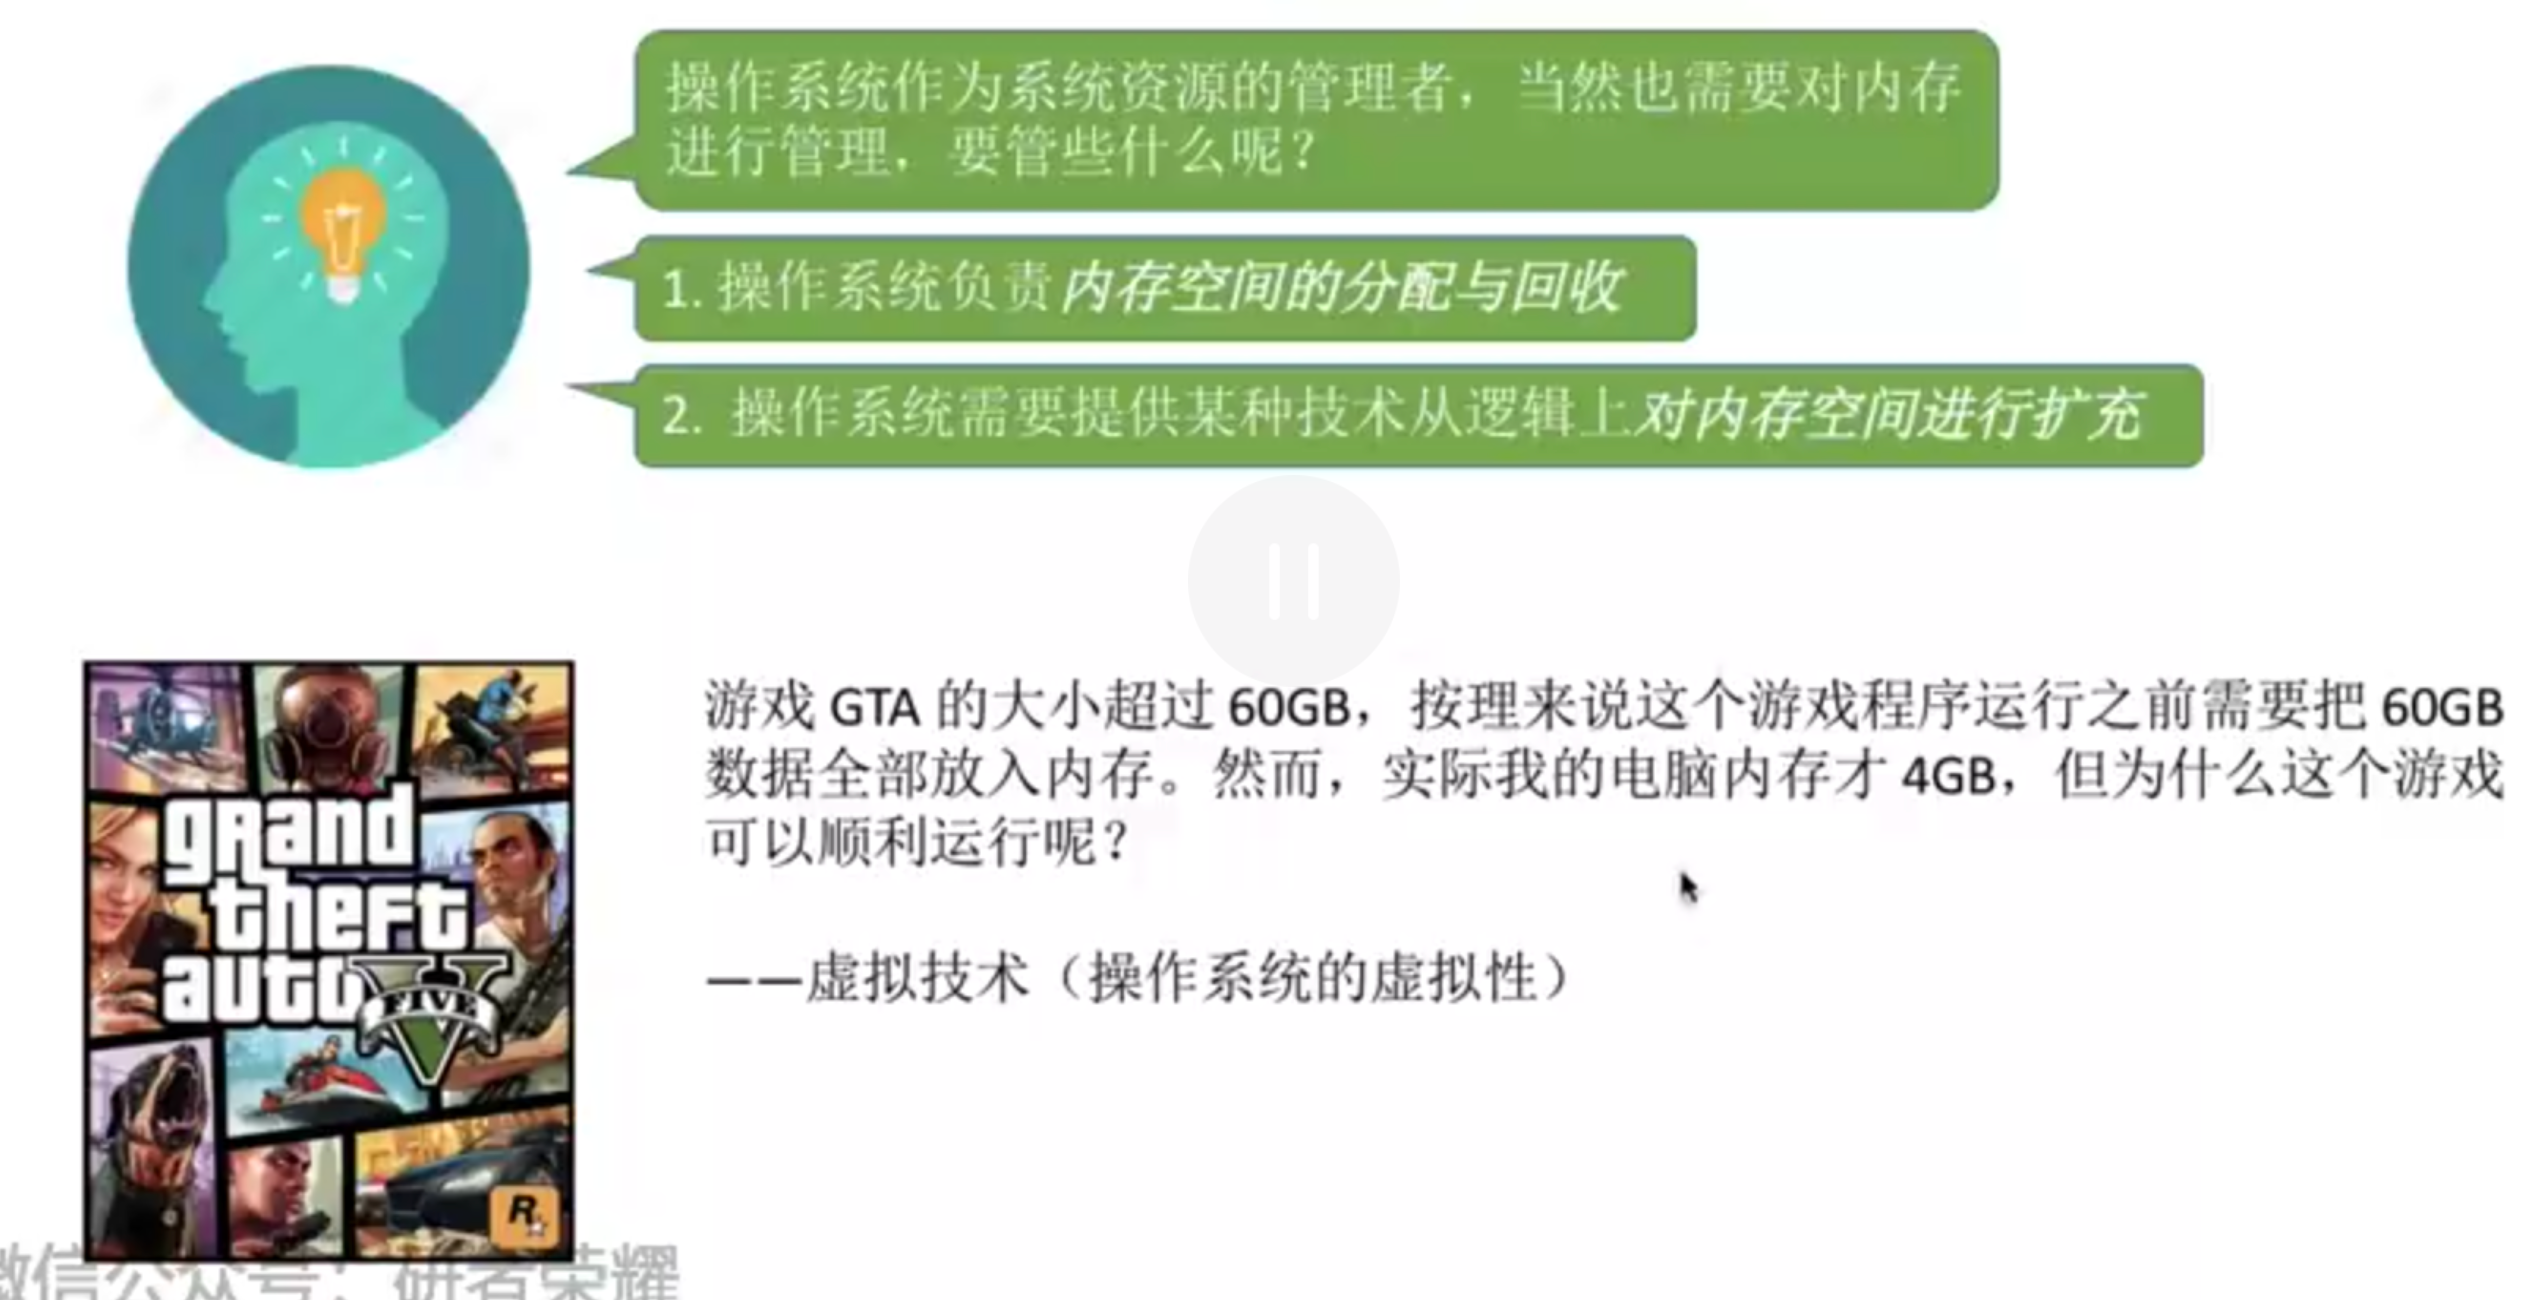 操作系统作为系统资源的管理者，当然也需要对内存
进行管理，要管些什么呢？
1. 操作系统负责内存空间的分配与回收
2. 操作系统需要提供某种技术从逻辑上对内存空间进行扩充
游戏 GTA 的大小超过 60GB，按理来说这个游戏程序运行之前需要把 60GB
数据全部放入内存。然而，实际我的电脑内存才 4GB，但为什么这个游戏
可以顺利运行呢？
——虚拟技术（操作系统的虚拟性）
grand
theft
auto
FIVE
V
R
微信公众号：研者荣耀